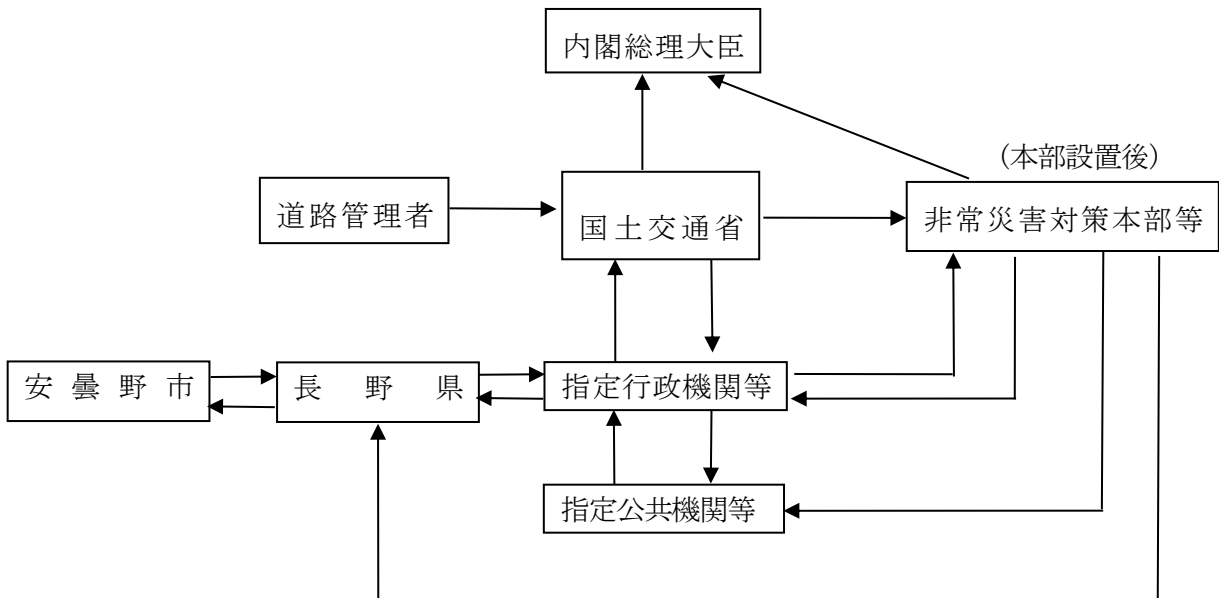 内閣総理大臣
(本部設置後)
道路管理者
国土交通省
非常災害対策本部等
安曇野市
長野県
指定行政機関等
指定公共機関等